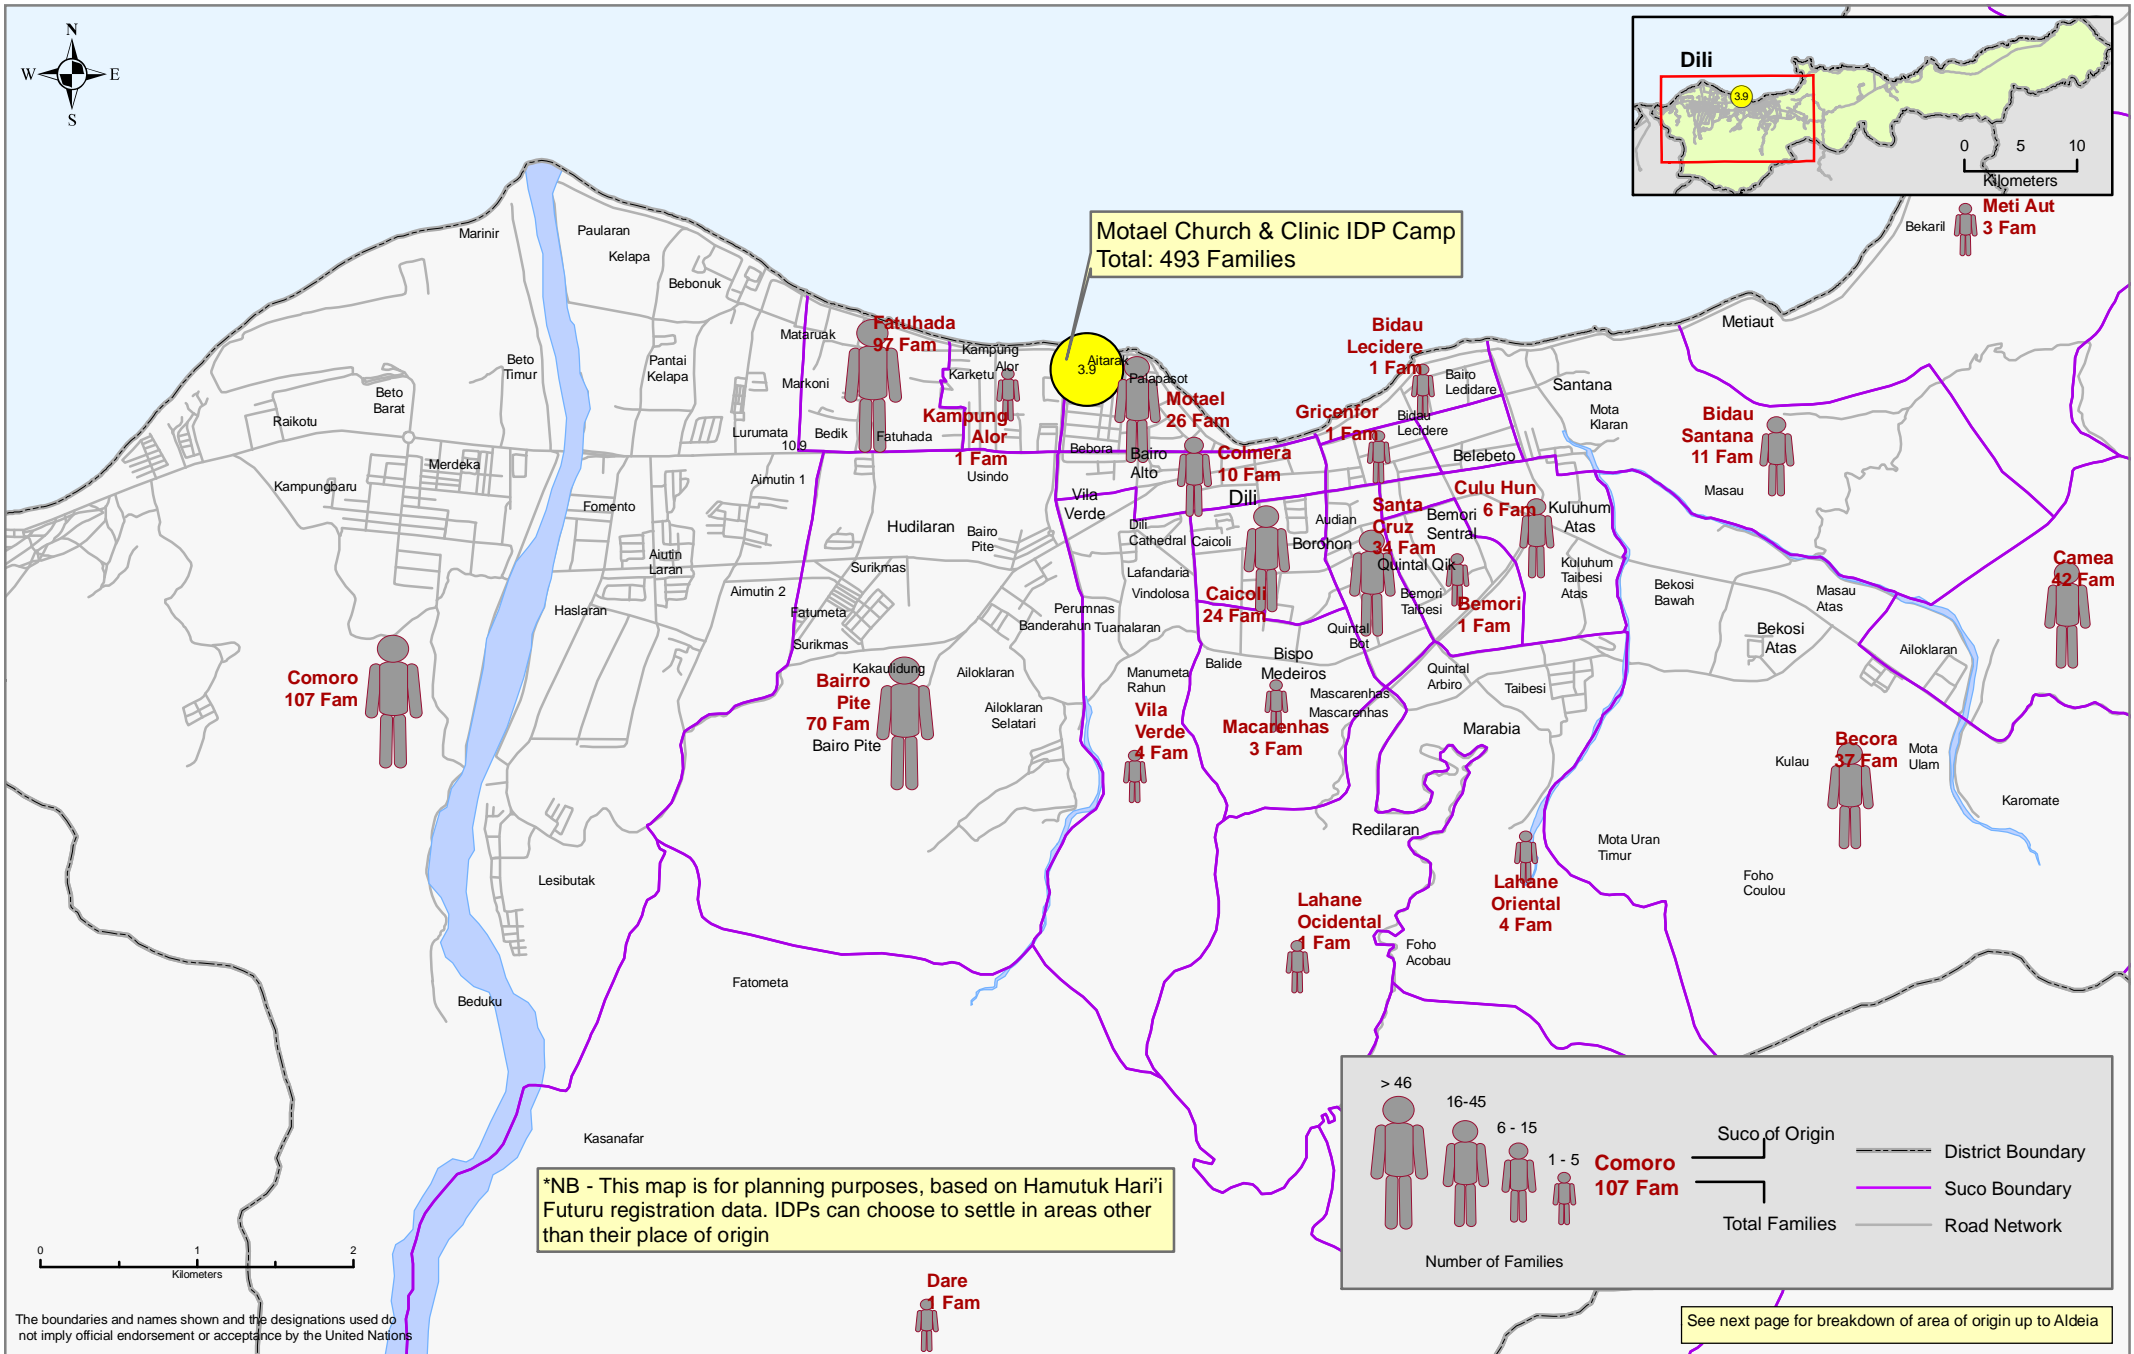 N
W
E
S
Dili
3.9
0 5 10
Kilometers
Meti Aut
3 Fam
Bekaril
Motael Church & Clinic IDP Camp
Total: 493 Families
Marinir
Paularan
Kelapa
Bebonuk
Metiaut
Mataruak
Fatuhada
97 Fam
Kampung
Alor
Karketu
Aitarak
3.9
Palapasot
Bidau
Lecidere
1 Fam
Bairo
Ledidare
Santana
Mota
Klaran
Beto
Timur
Pantai
Kelapa
Markoni
Beto
Barat
Raikotu
Lurumata
10.9
Bedik
Fatuhada
Kampung
Alor
1 Fam
Usindo
Motael
26 Fam
Bebora
Bairo
Alto
Colmera
10 Fam
Gricenfor
1 Fam
Bidau
Lecidere
Belebeto
Bidau
Santana
11 Fam
Masau
Merdeka
Kampungbaru
Aimutin 1
Fomento
Vila
Verde
Dili
Hudilaran
Bairo
Pite
Dili
Cathedral
Caicoli
Audian
Borohon
Santa
Cruz
34 Fam
Bemori
Sentral
Culu Hun
6 Fam
Kuluhum
Atas
Quintal Qik
Aiutin
Laran
Surikmas
Lafandaria
Vindolosa
Kuluhum
Taibesi
Atas
Bekosi
Bawah
Masau
Atas
Camea
42 Fam
Aimutin 2
Haslaran
Fatumeta
Perumnas
Banderahun
Tuanalaran
Caicoli
24 Fam
Bemori
Taibesi
Bemori
1 Fam
Surikmas
Quintal
Bot
Bekosi
Atas
Ailoklaran
Comoro
107 Fam
Kakaulidung
Bairro
Pite
70 Fam
Bairo Pite
Ailoklaran
Ailoklaran
Selatari
Manumeta
Rahun
Balide
Bispo
Medeiros
Mascarenhas
Mascarenhas
Quintal
Arbiro
Taibesi
Vila
Verde
4 Fam
Macarenhas
3 Fam
Marabia
Becora
37 Fam
Kulau
Mota
Ulam
Karomate
Redilaran
Mota Uran
Timur
Foho
Coulou
Lesibutak
Lahane
Oriental
4 Fam
Lahane
Ocidental
1 Fam
Foho
Acobau
Fatometa
Beduku
Kasanafar
> 46
16-45
6 - 15
1 - 5
Comoro
107 Fam
Suco of Origin
Total Families
District Boundary
Suco Boundary
Road Network
Number of Families
*NB - This map is for planning purposes, based on Hamutuk Hari'i
Futuru registration data. IDPs can choose to settle in areas other
than their place of origin
0 1 2
Kilometers
Dare
1 Fam
The boundaries and names shown and the designations used do
not imply official endorsement or acceptance by the United Nations
See next page for breakdown of area of origin up to Aldeia